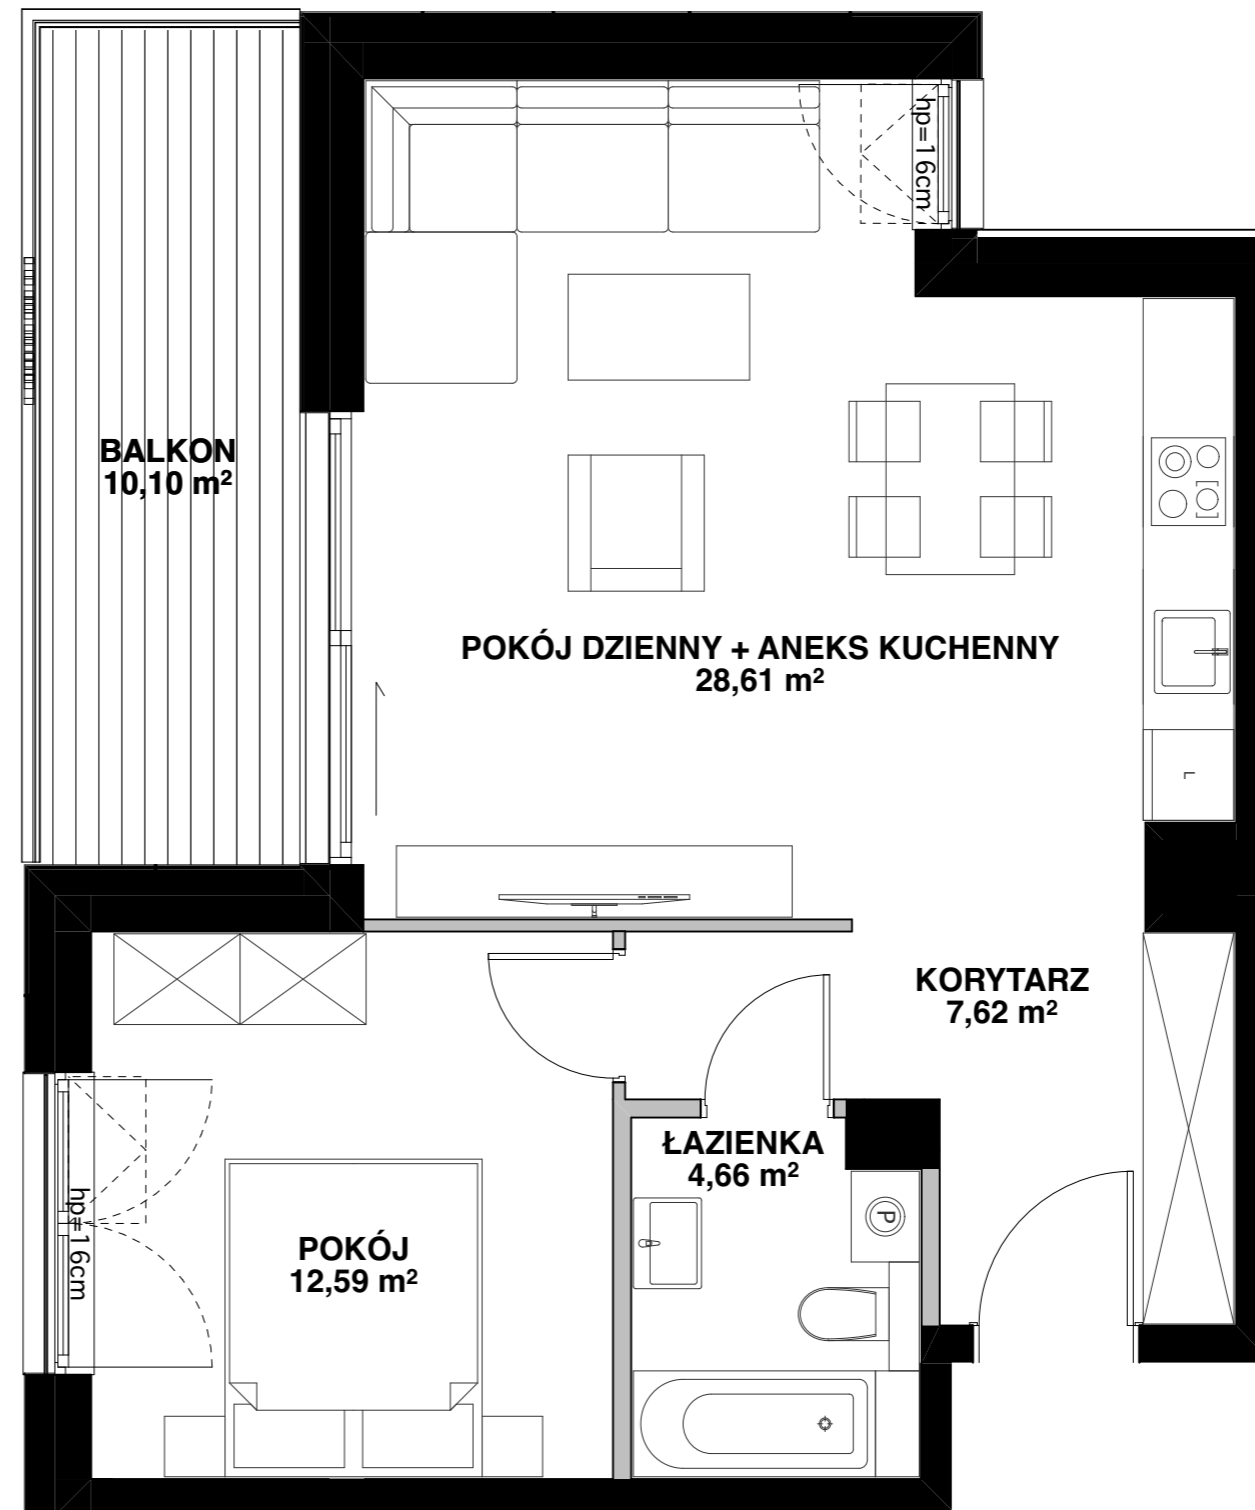 hp=16cm
BALKON
10,10 m²
POKÓJ DZIENNY + ANEKS KUCHENNY
28,61 m²
L
KORYTARZ
7,62 m²
ŁAZIENKA
4,66 m²
P
hp=16cm
POKÓJ
12,59 m²